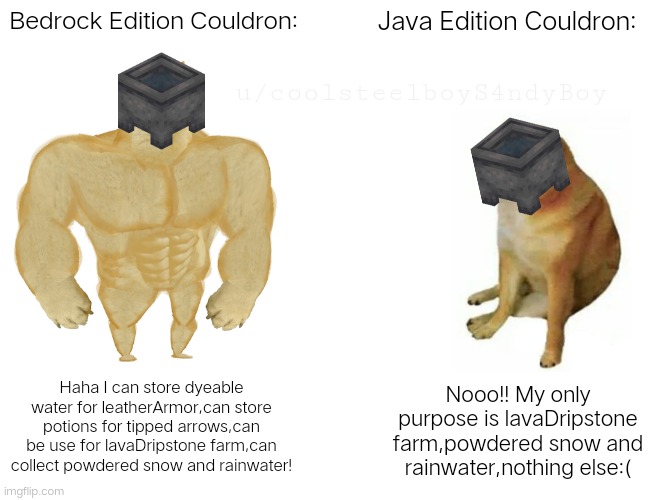 Bedrock Edition Couldron:
Java Edition Couldron:
u/coolsteelboyS4ndyBoy
Haha I can store dyeable
water for leatherArmor,can store
potions for tipped arrows,can
be use for lavaDripstone farm,can
collect powdered snow and rainwater!
Nooo!! My only
purpose is lavaDripstone
farm,powdered snow and
rainwater,nothing else:(
imgflip.com